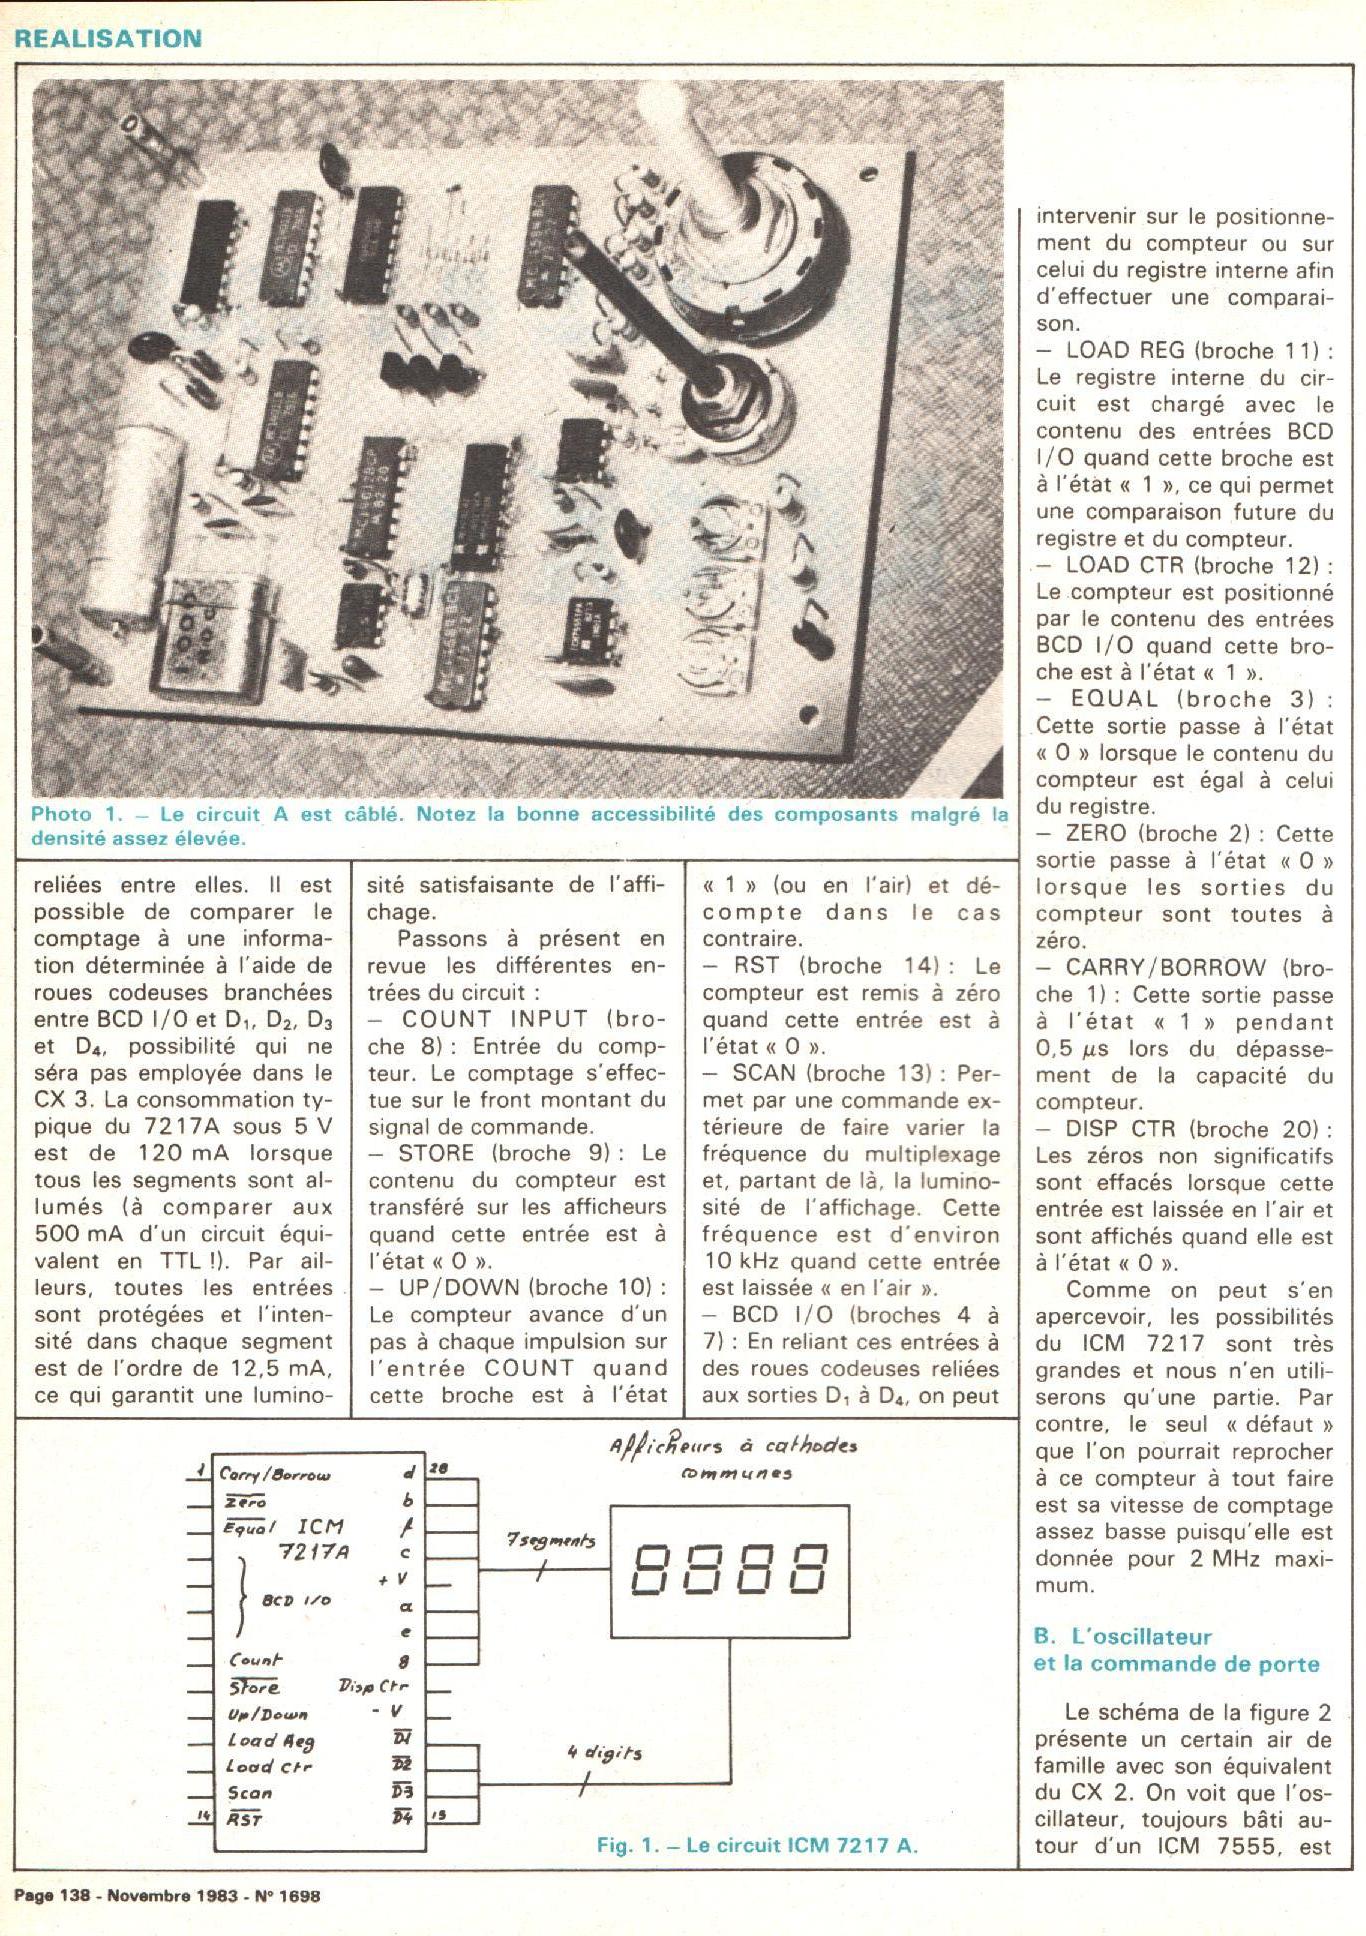 REALISATION
Photo 1. – Le circuit A est câblé. Notez la bonne accessibilité des composants malgré la
densité assez élevée.
reliées entre elles. Il est
possible de comparer le
comptage à une informa-
tion déterminée à l'aide de
roues codeuses branchées
entre BCD I/O et D₁, D₂, D₃
et D₄, possibilité qui ne
séra pas employée dans le
CX 3. La consommation ty-
pique du 7217A sous 5 V
est de 120 mA lorsque
tous les segments sont al-
lumés (à comparer aux
500 mA d'un circuit équi-
valent en TTL !). Par ail-
leurs, toutes les entrées
sont protégées et l'inten-
sité dans chaque segment
est de l'ordre de 12,5 mA,
ce qui garantit une lumino-
sité satisfaisante de l'affi-
chage.
Passons à présent en
revue les différentes en-
trées du circuit :
– COUNT INPUT (bro-
che 8) : Entrée du comp-
teur. Le comptage s'effec-
tue sur le front montant du
signal de commande.
– STORE (broche 9) : Le
contenu du compteur est
transféré sur les afficheurs
quand cette entrée est à
l'état « 0 ».
– UP/DOWN (broche 10) :
Le compteur avance d'un
pas à chaque impulsion sur
l'entrée COUNT quand
cette broche est à l'état
« 1 » (ou en l'air) et dé-
compte dans le cas
contraire.
– RST (broche 14) : Le
compteur est remis à zéro
quand cette entrée est à
l'état « 0 ».
– SCAN (broche 13) : Per-
met par une commande ex-
térieure de faire varier la
fréquence du multiplexage
et, partant de là, la lumino-
sité de l'affichage. Cette
fréquence est d'environ
10 kHz quand cette entrée
est laissée « en l'air ».
– BCD I/O (broches 4 à
7) : En reliant ces entrées à
des roues codeuses reliées
aux sorties D₁ à D₄, on peut
intervenir sur le positionne-
ment du compteur ou sur
celui du registre interne afin
d'effectuer une comparai-
son.
– LOAD REG (broche 11) :
Le registre interne du cir-
cuit est chargé avec le
contenu des entrées BCD
I/O quand cette broche est
à l'état « 1 », ce qui permet
une comparaison future du
registre et du compteur.
– LOAD CTR (broche 12) :
Le compteur est positionné
par le contenu des entrées
BCD I/O quand cette bro-
che est à l'état « 1 ».
– EQUAL (broche 3) :
Cette sortie passe à l'état
« 0 » lorsque le contenu du
compteur est égal à celui
du registre.
– ZERO (broche 2) : Cette
sortie passe à l'état « 0 »
lorsque les sorties du
compteur sont toutes à
zéro.
– CARRY/BORROW (bro-
che 1) : Cette sortie passe
à l'état « 1 » pendant
0,5 µs lors du dépasse-
ment de la capacité du
compteur.
– DISP CTR (broche 20) :
Les zéros non significatifs
sont effacés lorsque cette
entrée est laissée en l'air et
sont affichés quand elle est
à l'état « 0 ».
Comme on peut s'en
apercevoir, les possibilités
du ICM 7217 sont très
grandes et nous n'en utili-
serons qu'une partie. Par
contre, le seul « défaut »
que l'on pourrait reprocher
à ce compteur à tout faire
est sa vitesse de comptage
assez basse puisqu'elle est
donnée pour 2 MHz maxi-
mum.
B. L'oscillateur
et la commande de porte
Le schéma de la figure 2
présente un certain air de
famille avec son équivalent
du CX 2. On voit que l'os-
cillateur, toujours bâti au-
tour d'un ICM 7555, est
Afficheurs à cathodes
communes
1 Carry/Borrow d 28
Zero b
Equal ICM f
7217A c
+ V
BCD I/O a
e
Count g
Store Disp Ctr
Up/Down - V
Load Reg D1
Load Ctr D2
Scan D3
14 RST D4 15
7 segments
8888
4 digits
Fig. 1. – Le circuit ICM 7217 A.
Page 138 - Novembre 1983 - N° 1698